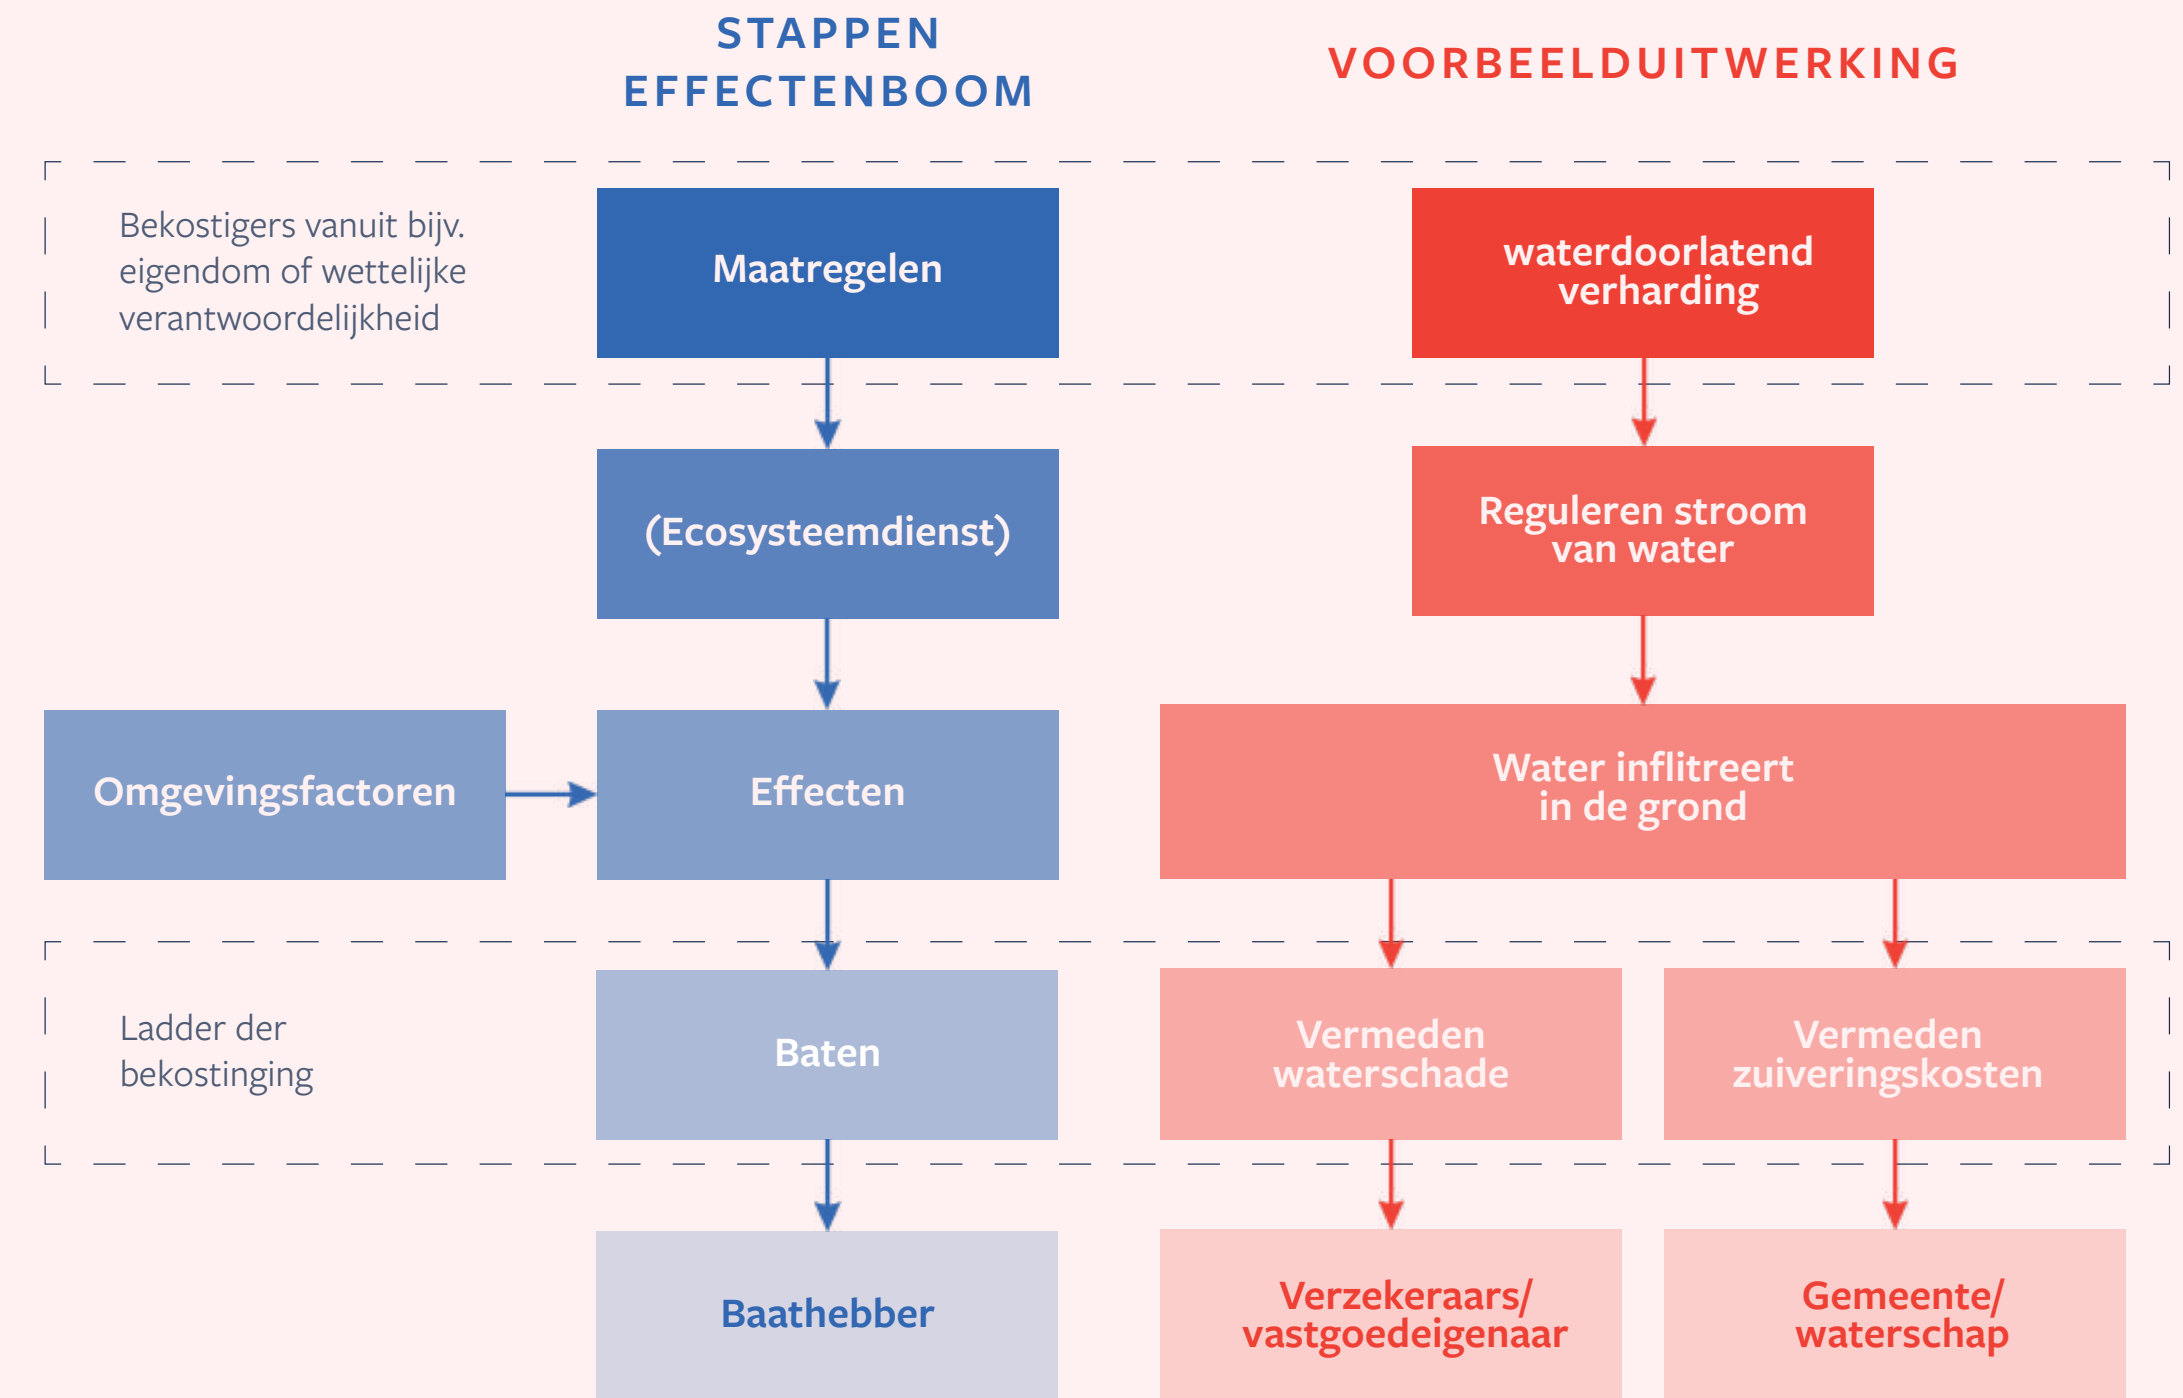 STAPPEN
EFFECTENBOOM
VOORBEELDUITWERKING
Bekostigers vanuit bijv.
eigendom of wettelijke
verantwoordelijkheid
Maatregelen
waterdoorlatend
verharding
(Ecosysteemdienst)
Reguleren stroom
van water
Omgevingsfactoren
Effecten
Water inflitreert
in de grond
Ladder der
bekostinging
Baten
Vermeden
waterschade
Vermeden
zuiveringskosten
Baathebber
Verzekeraars/
vastgoedeigenaar
Gemeente/
waterschap